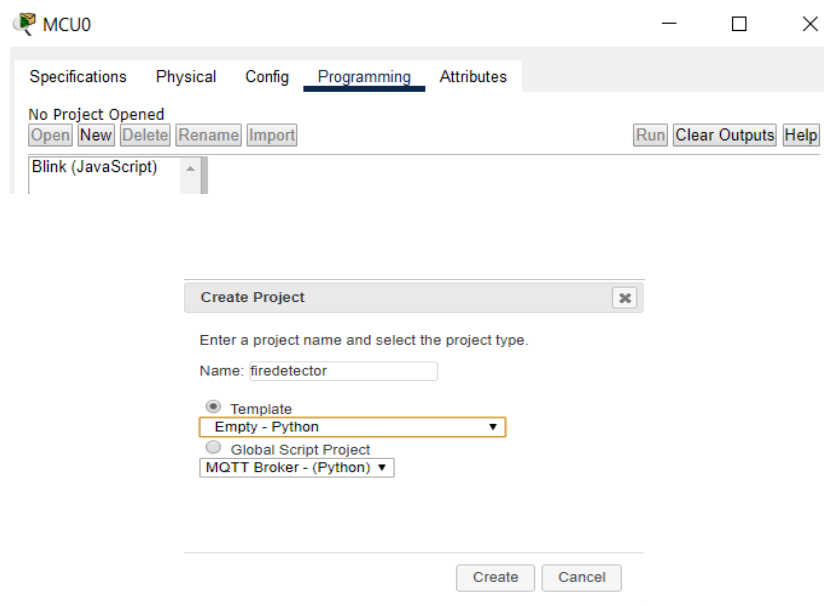 MCU0
Specifications Physical Config Programming Attributes
No Project Opened
Open New Delete Rename Import Run Clear Outputs Help
Blink (JavaScript)
Create Project
Enter a project name and select the project type.
Name: firedetector
Template
Empty - Python
Global Script Project
MQTT Broker - (Python)
Create Cancel